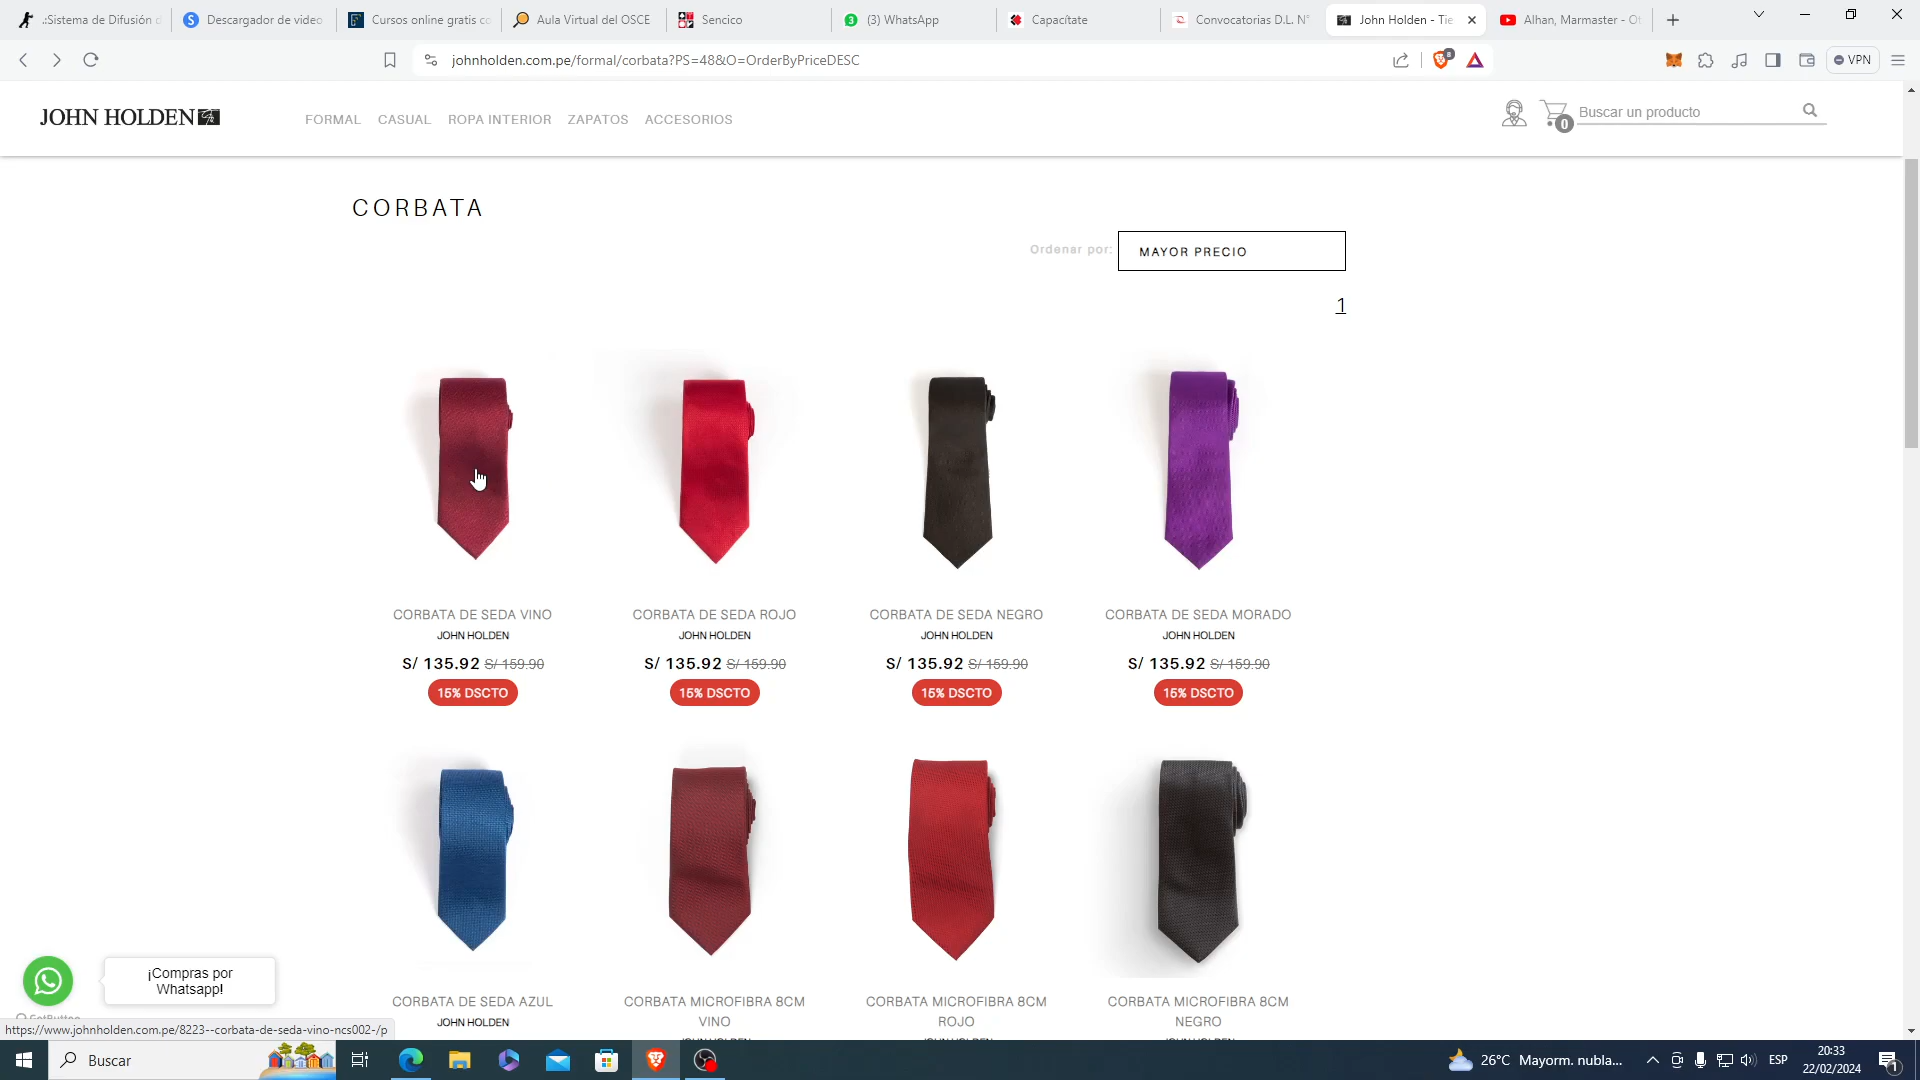 .:Sistema de Difusión d
Descargador de video
Cursos online gratis co
Aula Virtual del OSCE
Sencico
(3) WhatsApp
Capacítate
Convocatorias D.L. N°
John Holden - Tie
Alhan, Marmaster - Ot
johnholden.com.pe/formal/corbata?PS=48&O=OrderByPriceDESC
8
VPN
JOHN HOLDEN
FORMAL CASUAL ROPA INTERIOR ZAPATOS ACCESORIOS
0
Buscar un producto
CORBATA
Ordenar por:
MAYOR PRECIO
1
CORBATA DE SEDA VINO
JOHN HOLDEN
S/ 135.92 S/ 159.90
15% DSCTO
CORBATA DE SEDA ROJO
JOHN HOLDEN
S/ 135.92 S/ 159.90
15% DSCTO
CORBATA DE SEDA NEGRO
JOHN HOLDEN
S/ 135.92 S/ 159.90
15% DSCTO
CORBATA DE SEDA MORADO
JOHN HOLDEN
S/ 135.92 S/ 159.90
15% DSCTO
CORBATA DE SEDA AZUL
JOHN HOLDEN
CORBATA MICROFIBRA 8CM
VINO
CORBATA MICROFIBRA 8CM
ROJO
CORBATA MICROFIBRA 8CM
NEGRO
¡Compras por
Whatsapp!
https://www.johnholden.com.pe/8223--corbata-de-seda-vino-ncs002-/p
Buscar
26°C Mayorm. nubla...
ESP
20:33
22/02/2024
1